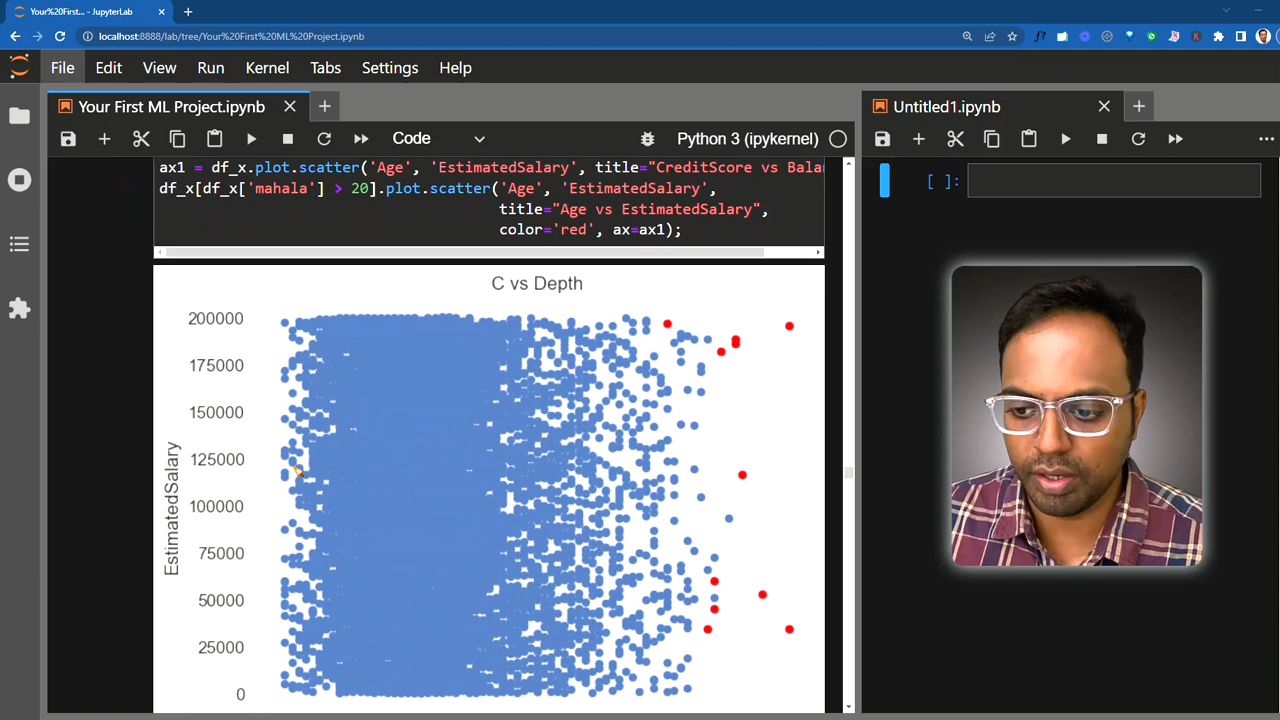 Your%20First... - JupyterLab
localhost:8888/lab/tree/Your%20First%20ML%20Project.ipynb
File Edit View Run Kernel Tabs Settings Help
Your First ML Project.ipynb
Untitled1.ipynb
Code
Python 3 (ipykernel)
ax1 = df_x.plot.scatter('Age', 'EstimatedSalary', title="CreditScore vs Bala
df_x[df_x['mahala'] > 20].plot.scatter('Age', 'EstimatedSalary',
title="Age vs EstimatedSalary",
color='red', ax=ax1);
[ ]:
C vs Depth
200000
175000
150000
125000
100000
75000
50000
25000
0
EstimatedSalary